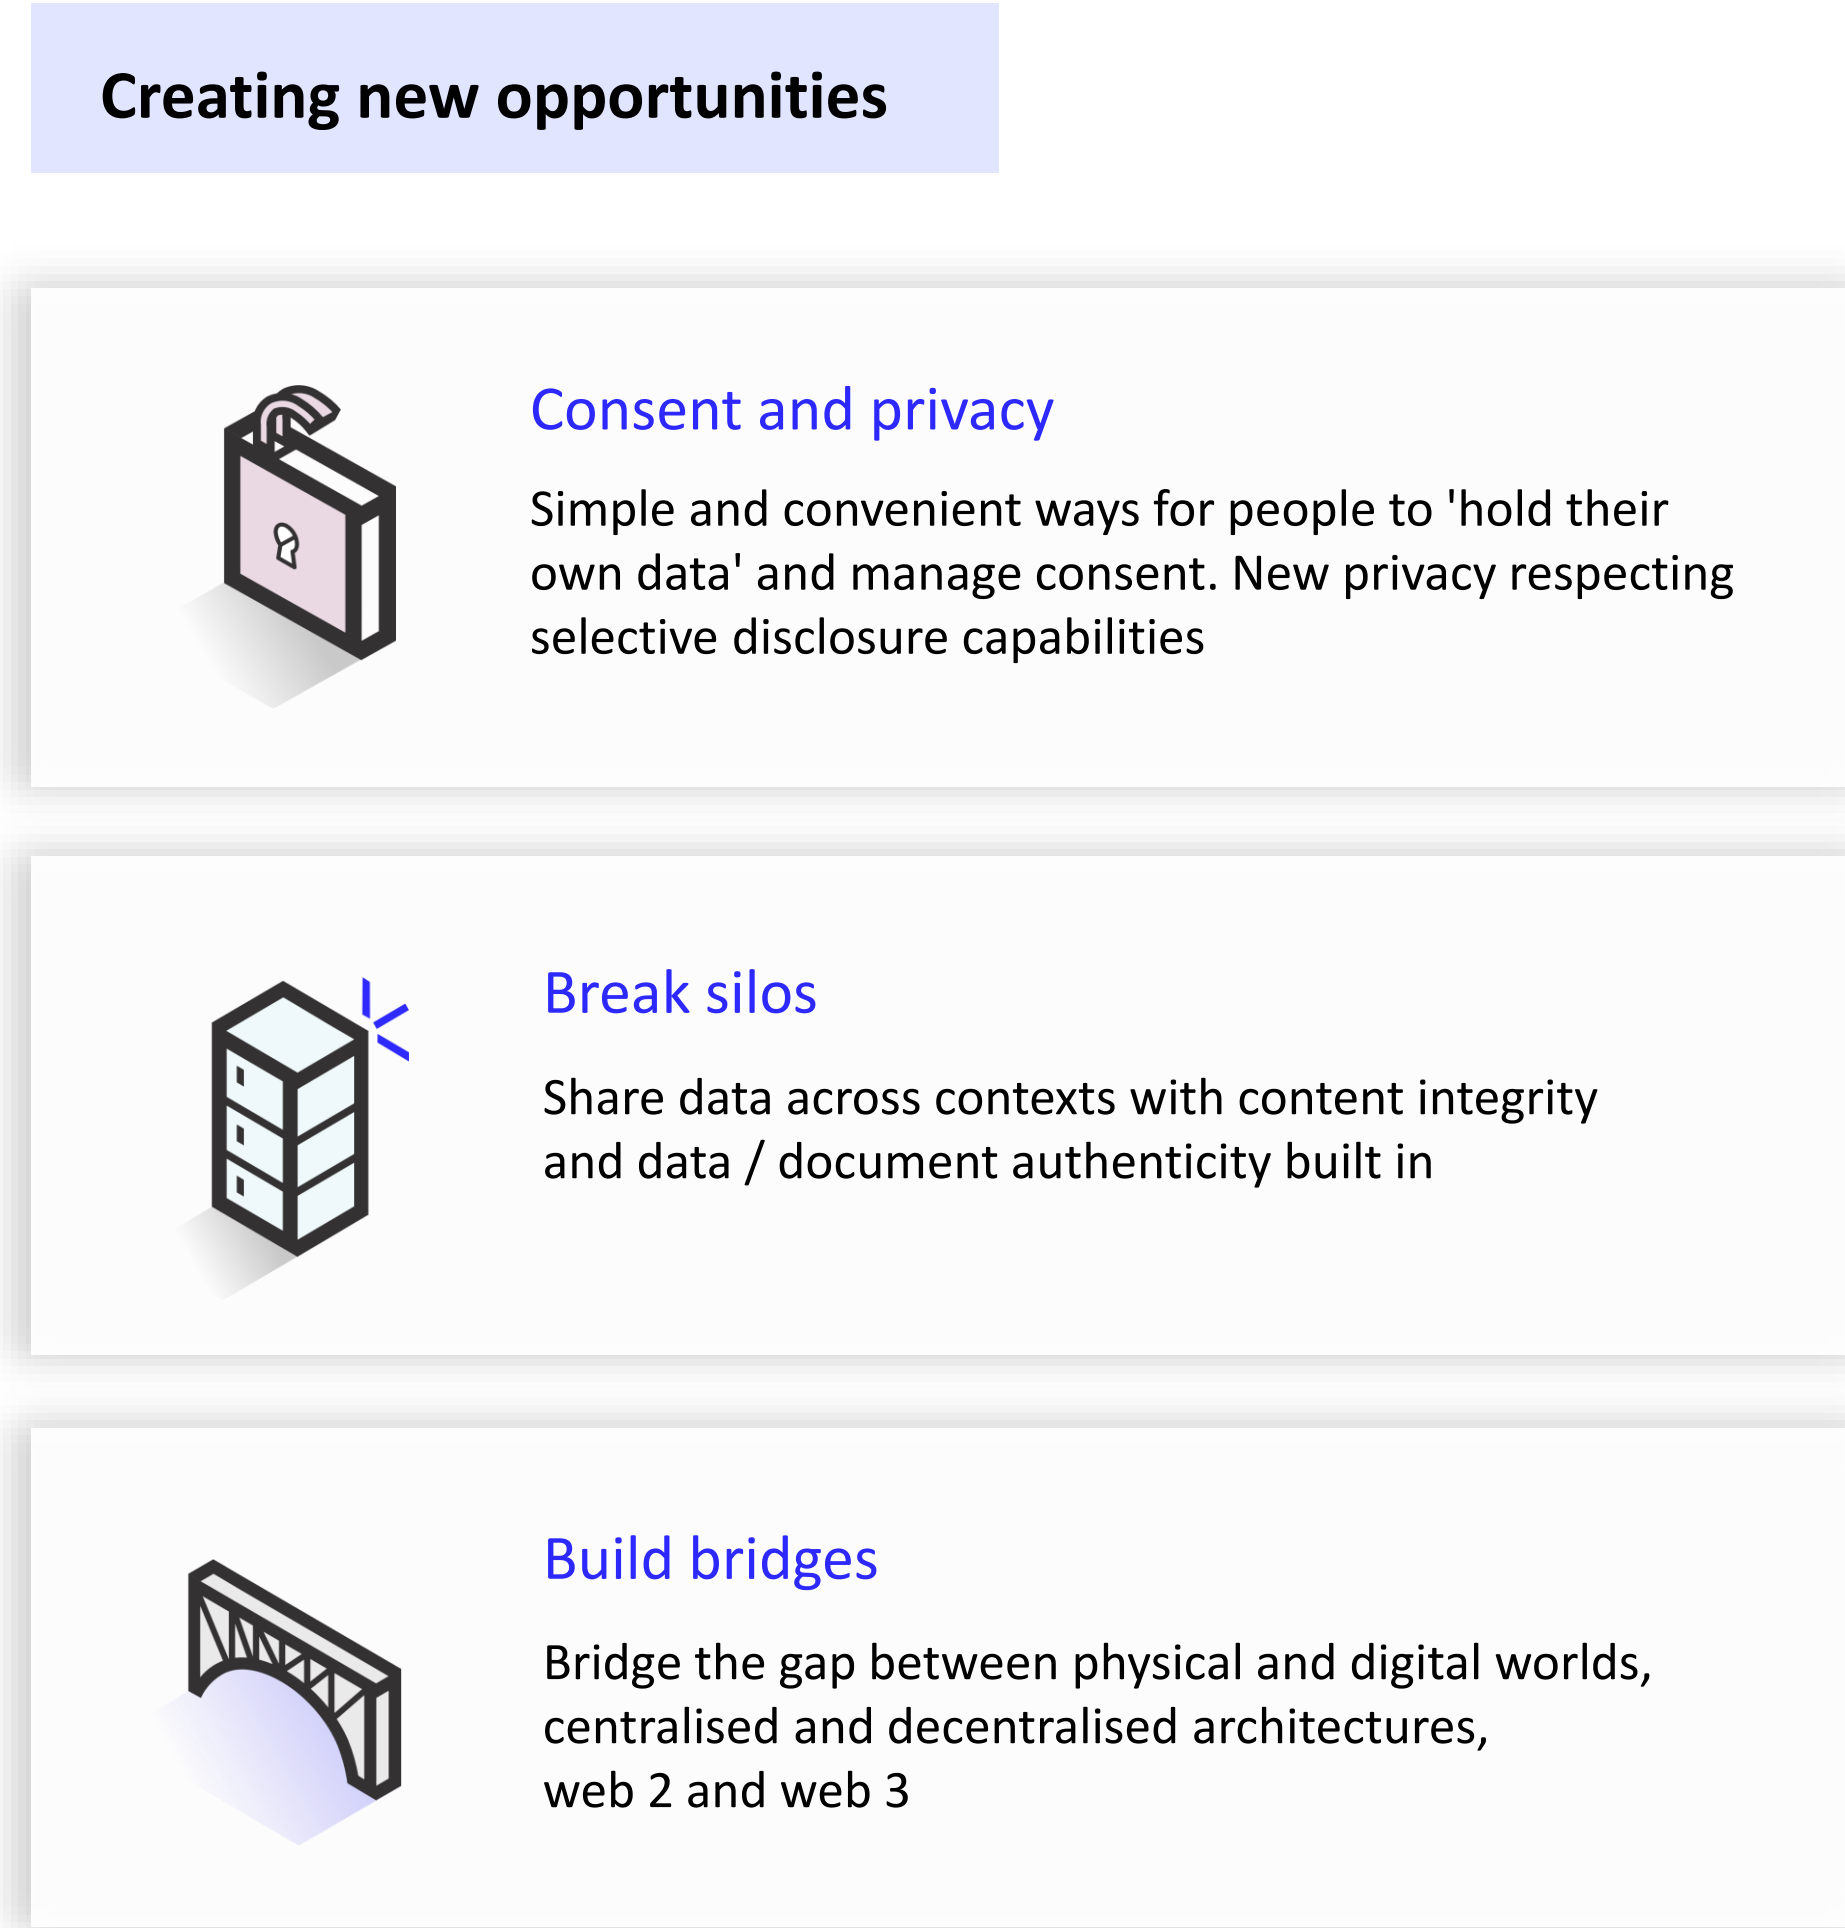 Creating new opportunities
Consent and privacy
Simple and convenient ways for people to 'hold their
own data' and manage consent. New privacy respecting
selective disclosure capabilities
Break silos
Share data across contexts with content integrity
and data / document authenticity built in
Build bridges
Bridge the gap between physical and digital worlds,
centralised and decentralised architectures,
web 2 and web 3